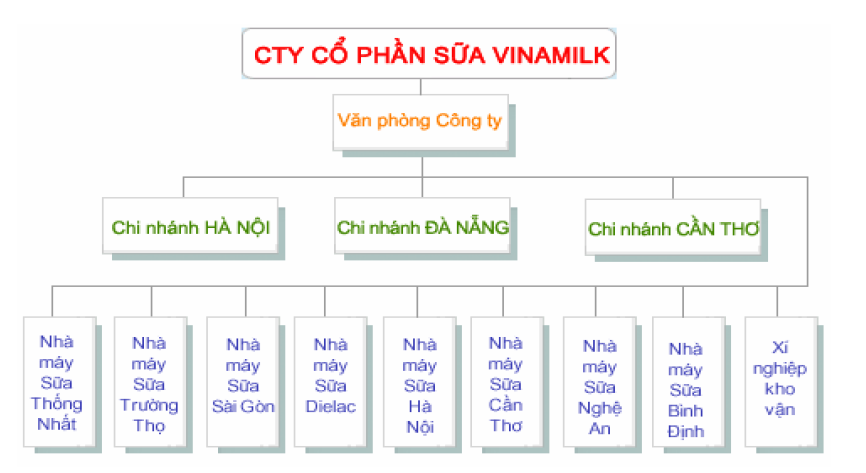 CTY CỔ PHẦN SỮA VINAMILK
Văn phòng Công ty
Chi nhánh HÀ NỘI
Chi nhánh ĐÀ NẴNG
Chi nhánh CẦN THƠ
Nhà
máy
Sữa
Thống
Nhất
Nhà
máy
Sữa
Trường
Thọ
Nhà
máy
Sữa
Sài Gòn
Nhà
máy
Sữa
Dielac
Nhà
máy
Sữa
Hà
Nội
Nhà
máy
Sữa
Cần
Thơ
Nhà
máy
Sữa
Nghệ
An
Nhà
máy
Sữa
Bình
Định
Xí
nghiệp
kho
vận